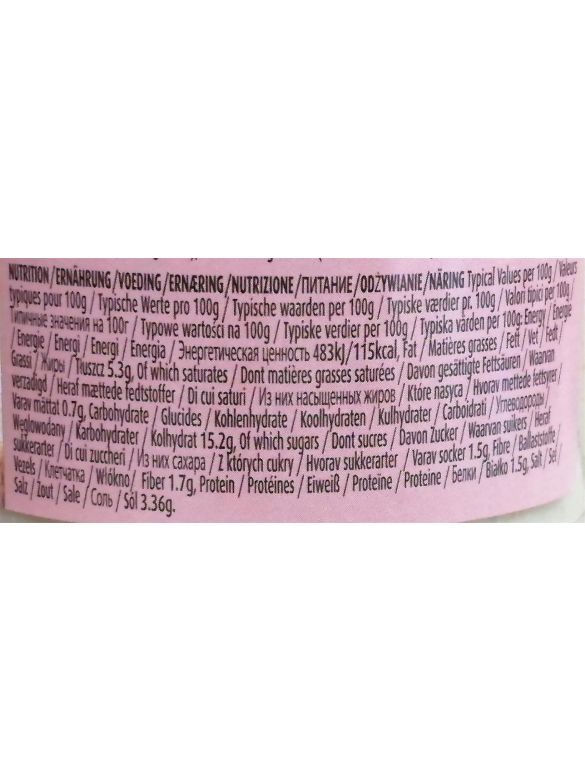 NUTRITION/ERNÄHRUNG/VOEDING/ERNÆRING/NUTRIZIONE/ПИТАНИЕ/ODŻYWIANIE/NÄRING Typical Values per 100g / Valeurs
typiques pour 100g / Typische Werte pro 100g / Typische waarden per 100g / Typiske værdier pr. 100g / Valori tipici per 100g /
Типичные значения на 100г / Typowe wartości na 100g / Typiske verdier per 100g / Typiska värden per 100g: Energy / Energie
/ Energie / Energi / Energi / Energia / Энергетическая ценность 483kJ/115kcal, Fat / Matières grasses / Fett / Vet / Fedt /
Grassi / Жиры / Tłuszcz 5.3g, Of which saturates / Dont matières grasses saturées / Davon gesättigte Fettsäuren / Waarvan
verzadigd / Heraf mættede fedtstoffer / Di cui saturi / Из них насыщенных жиров / Które nasyca / Hvorav mettede fettsyrer/
Varav mättat 0.7g, Carbohydrate / Glucides / Kohlenhydrate / Koolhydraten / Kulhydrater / Carboidrati / Углеводороды /
Węglowodany / Karbohydrater / Kolhydrat 15.2g, Of which sugars / Dont sucres / Davon Zucker / Waarvan suikers / Heraf
sukkerarter / Di cui zuccheri / Из них сахара / Z których cukry / Hvorav sukkerarter / Varav socker 1.5g, Fibre / Ballaststoffe /
Vezels / Клетчатка / Włókno/ Fiber 1.7g, Protein / Protéines / Eiweiß / Proteïne / Proteine / Белки / Białko 1.5g, Salt / Sel /
Salz / Zout / Sale / Соль / Sól 3.36g.